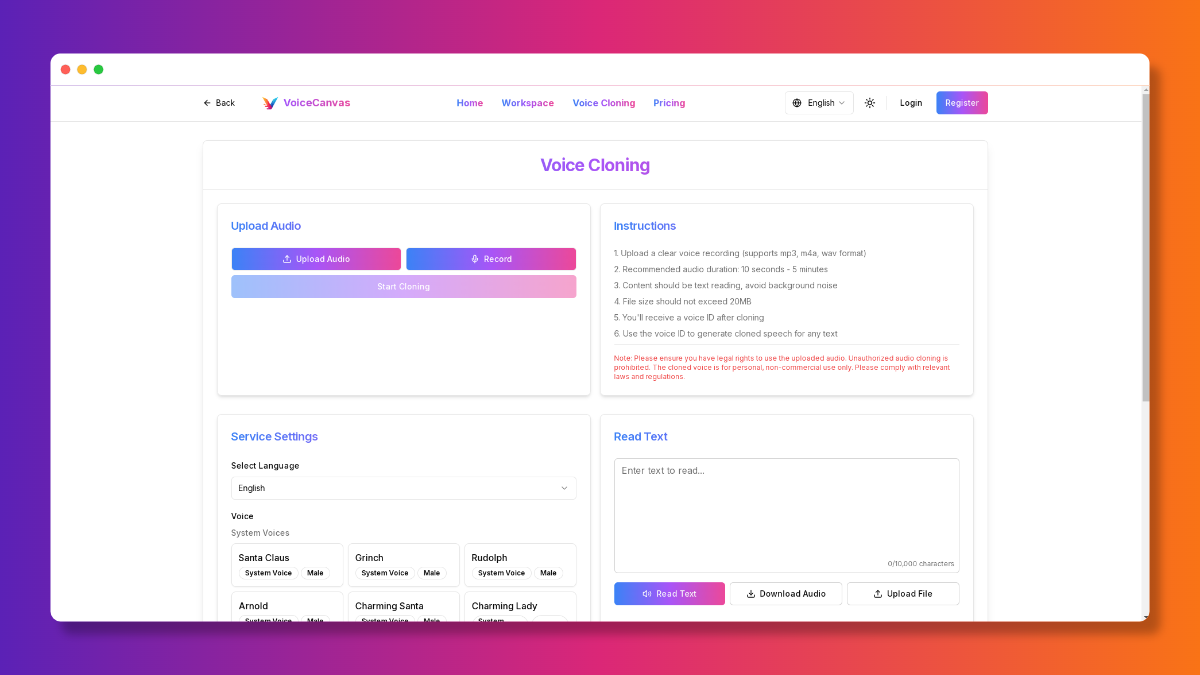 Back
VoiceCanvas
Home
Workspace
Voice Cloning
Pricing
English
Login
Register
Voice Cloning
Upload Audio
Upload Audio
Record
Start Cloning
Instructions
1. Upload a clear voice recording (supports mp3, m4a, wav format)
2. Recommended audio duration: 10 seconds - 5 minutes
3. Content should be text reading, avoid background noise
4. File size should not exceed 20MB
5. You'll receive a voice ID after cloning
6. Use the voice ID to generate cloned speech for any text
Note: Please ensure you have legal rights to use the uploaded audio. Unauthorized audio cloning is
prohibited. The cloned voice is for personal, non-commercial use only. Please comply with relevant
laws and regulations.
Service Settings
Select Language
English
Voice
System Voices
Santa Claus
System Voice Male
Grinch
System Voice Male
Rudolph
System Voice Male
Arnold
System Voice Male
Charming Santa
System Voice Male
Charming Lady
System
Read Text
Enter text to read...
0/10,000 characters
Read Text
Download Audio
Upload File